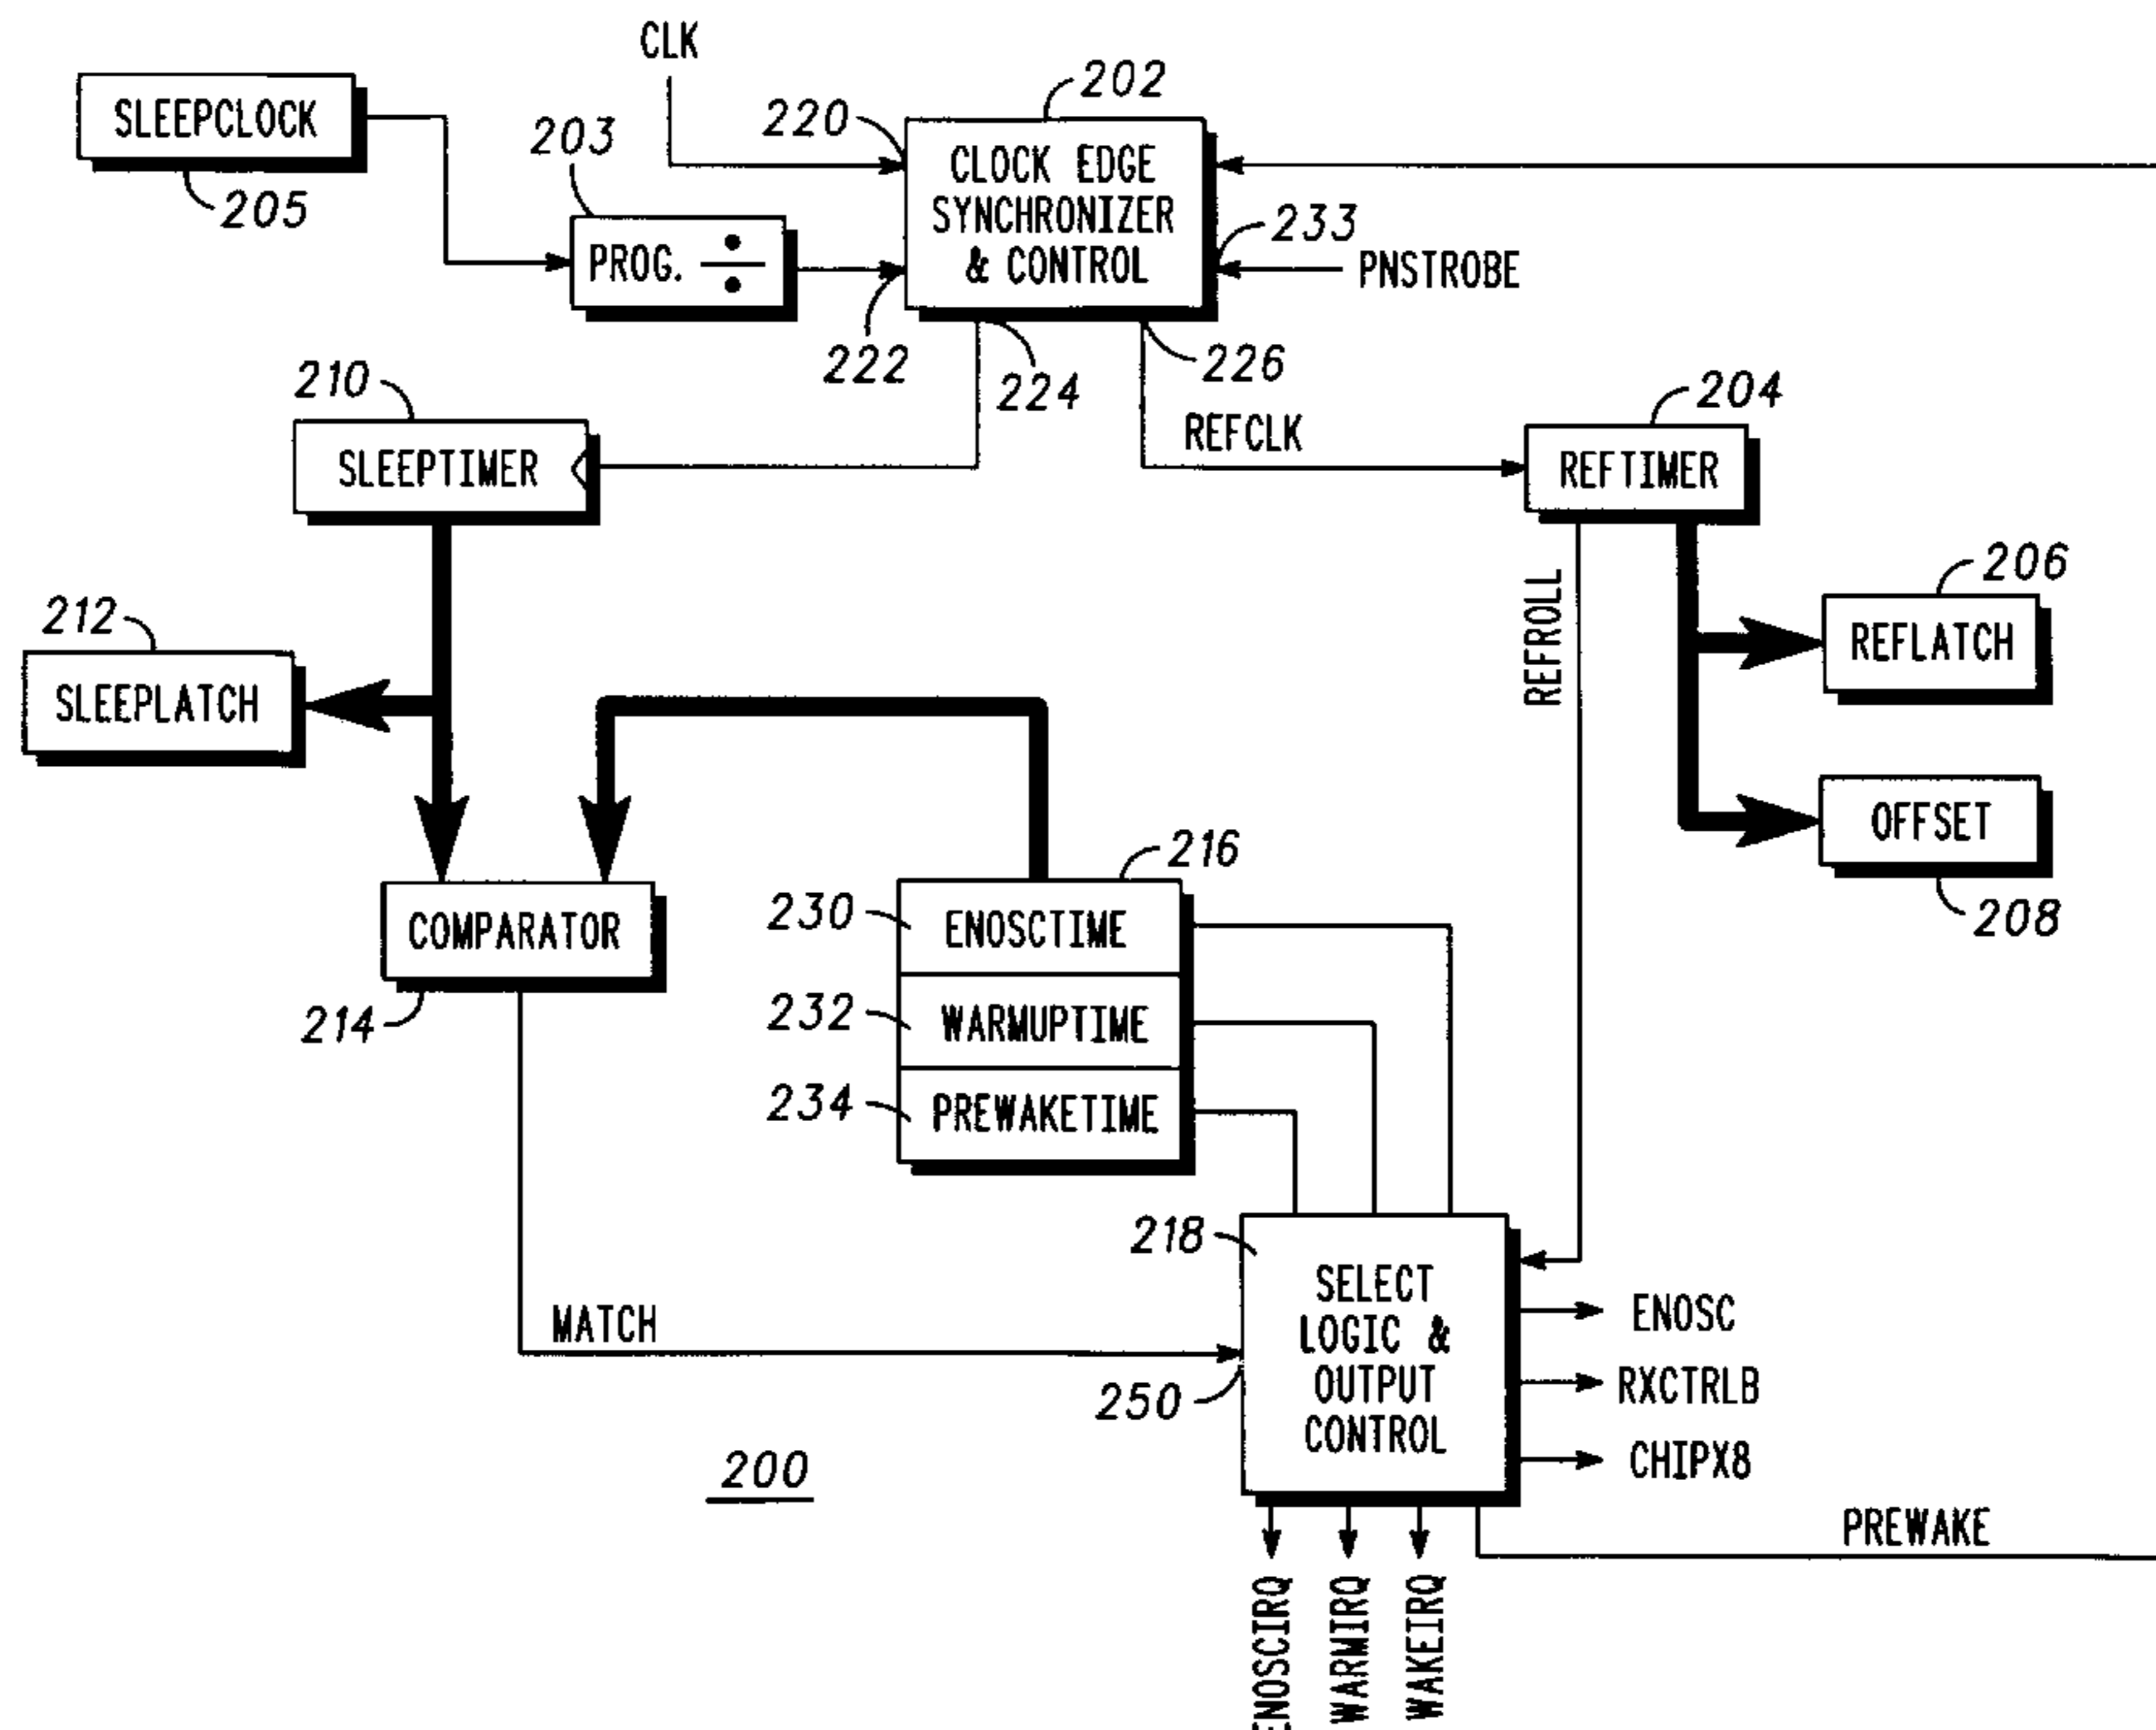 CLK
202
SLEEPCLOCK
220
203
CLOCK EDGE
SYNCHRONIZER
& CONTROL
205
233
PROG. ÷
PNSTROBE
222
224
226
210
204
REFCLK
SLEEPTIMER
REFTIMER
206
REFROLL
212
REFLATCH
SLEEPLATCH
OFFSET
216
208
230
ENOSCTIME
COMPARATOR
232
WARMUPTIME
214
234
PREWAKETIME
218
SELECT
LOGIC &
OUTPUT
CONTROL
ENOSC
MATCH
RXCTRLB
250
CHIPX8
200
PREWAKE
ENOSCIRQ
WARMIRQ
WAKEIRQ